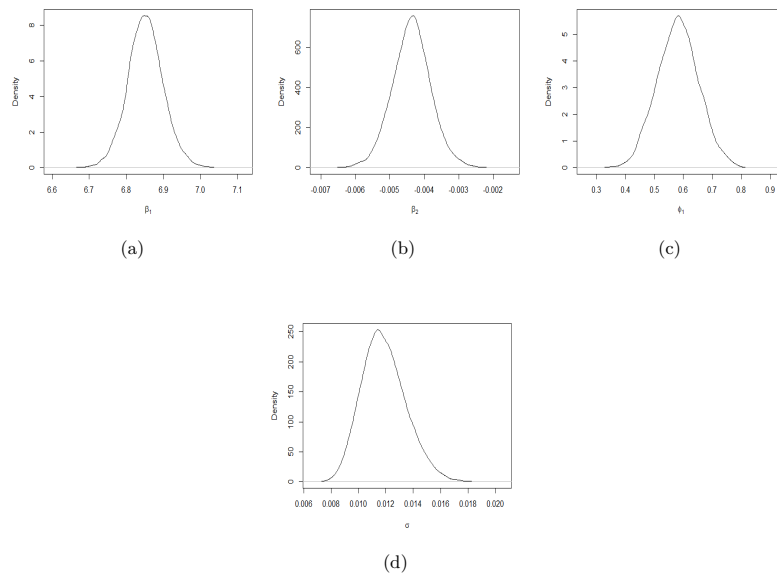 Density
0 2 4 6 8
6.6 6.7 6.8 6.9 7.0 7.1
β1
(a)
Density
0 200 400 600
-0.007 -0.006 -0.005 -0.004 -0.003 -0.002
β2
(b)
Density
0 1 2 3 4 5
0.3 0.4 0.5 0.6 0.7 0.8 0.9
ϕ1
(c)
Density
0 50 100 150 200 250
0.006 0.008 0.010 0.012 0.014 0.016 0.018 0.020
σ
(d)